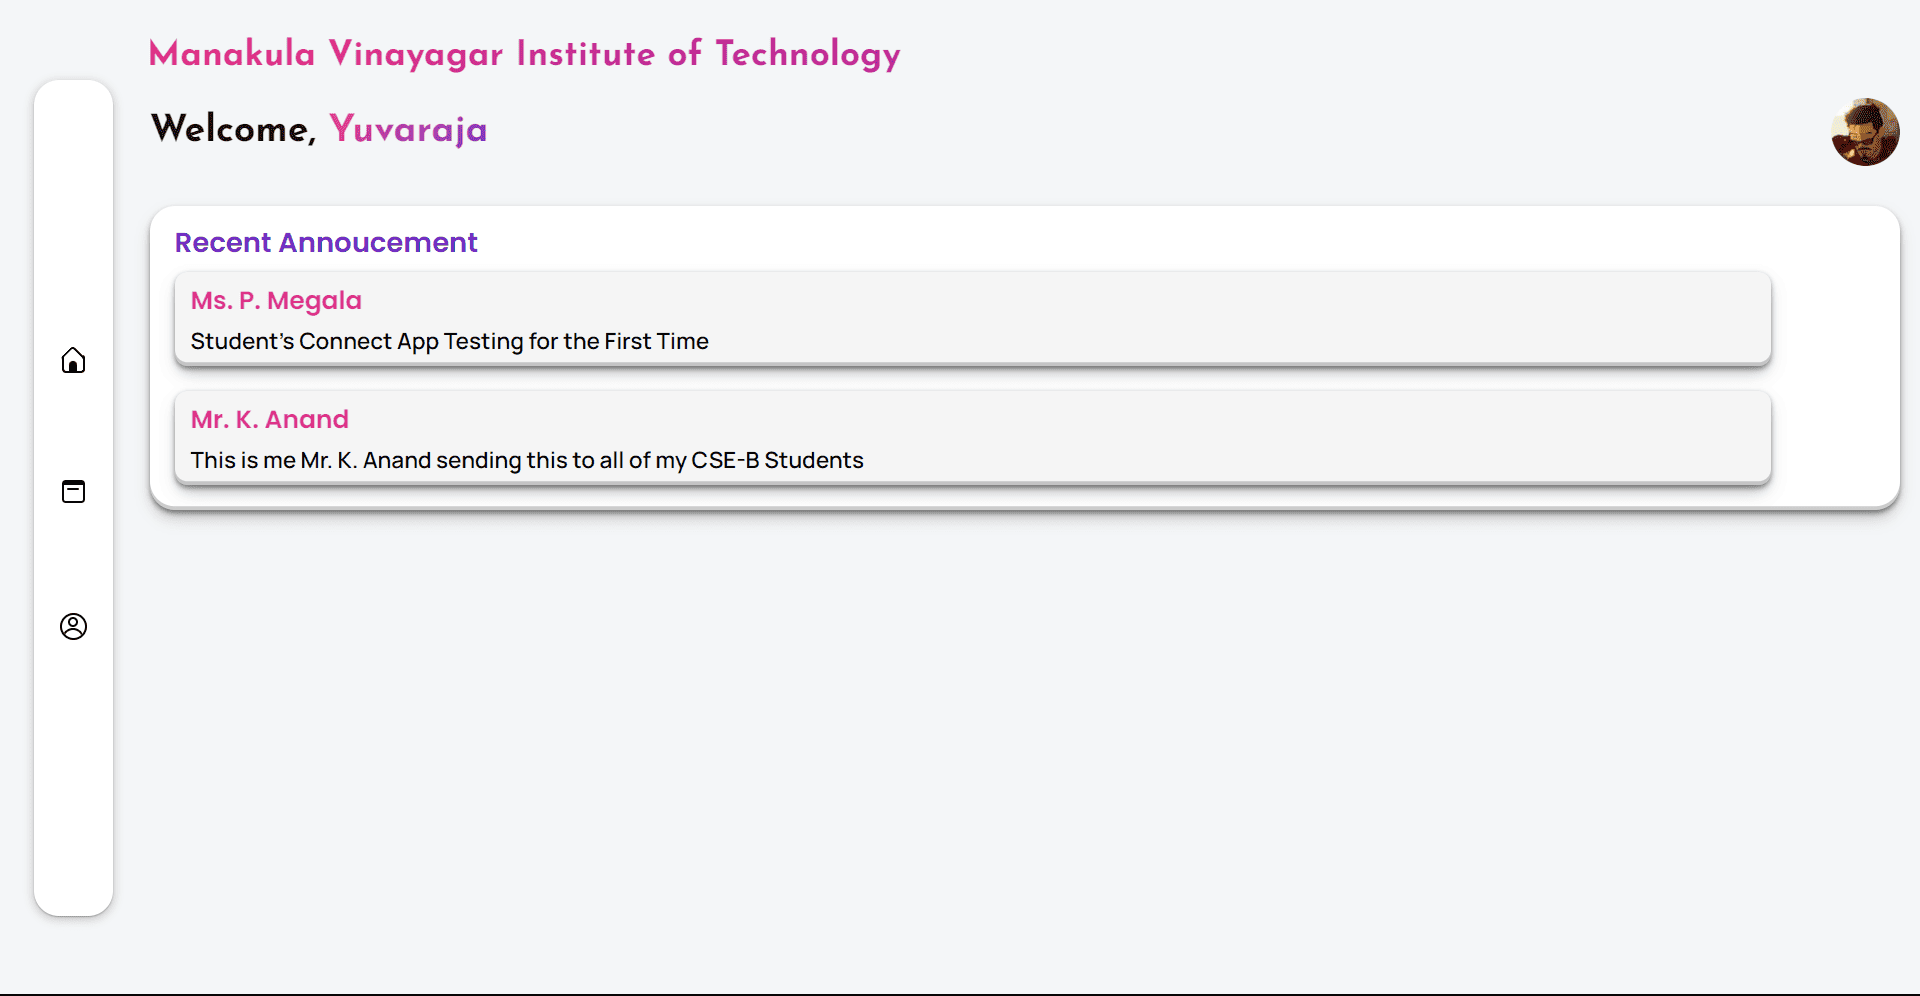 Manakula Vinayagar Institute of Technology
Welcome, Yuvaraja
Recent Annoucement
Ms. P. Megala
Student's Connect App Testing for the First Time
Mr. K. Anand
This is me Mr. K. Anand sending this to all of my CSE-B Students